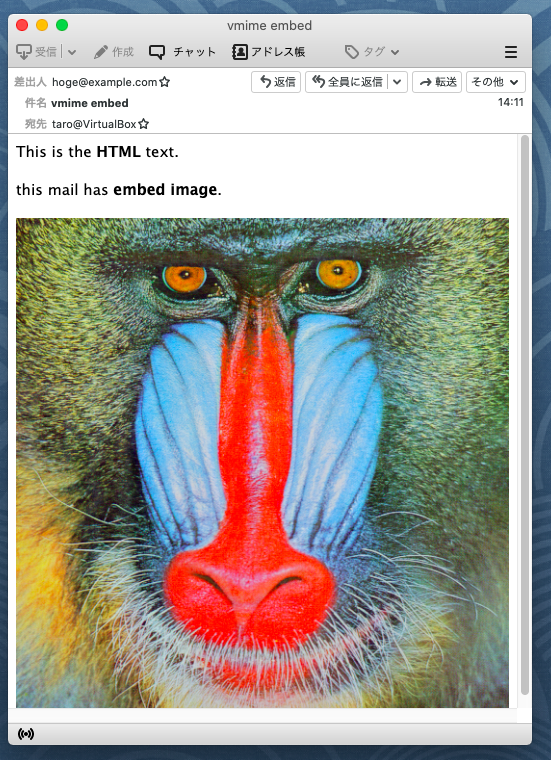 vmime embed
受信 作成 チャット アドレス帳 タグ
差出人 hoge@example.com 返信 全員に返信 転送 その他
件名 vmime embed 14:11
宛先 taro@VirtualBox
This is the HTML text.
this mail has embed image.